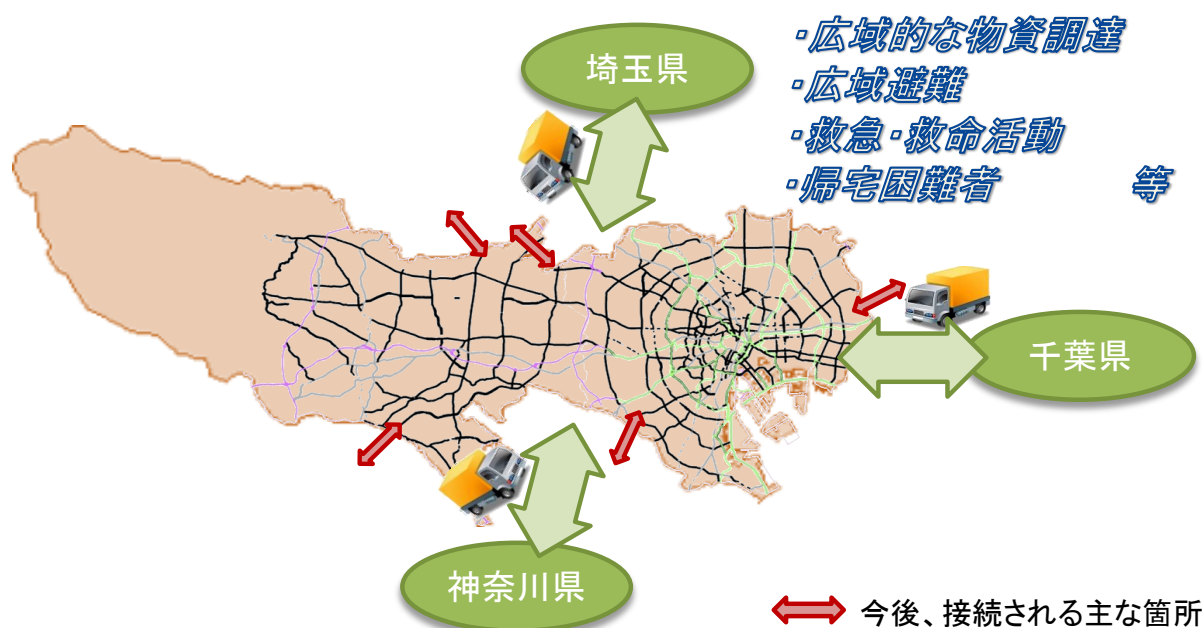 ・広域的な物資調達
・広域避難
・救急・救命活動
・帰宅困難者 等
埼玉県
千葉県
神奈川県
今後、接続される主な箇所